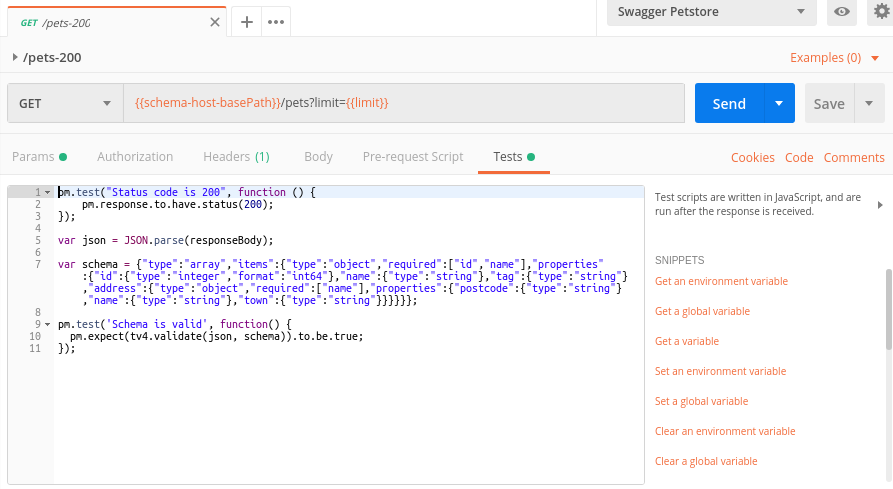 GET /pets-200
Swagger Petstore
/pets-200
Examples (0)
GET
{{schema-host-basePath}}/pets?limit={{limit}}
Send
Save
Params
Authorization
Headers (1)
Body
Pre-request Script
Tests
Cookies
Code
Comments
1 pm.test("Status code is 200", function () {
2 pm.response.to.have.status(200);
3 });
4
5 var json = JSON.parse(responseBody);
6
7 var schema = {"type":"array","items":{"type":"object","required":["id","name"],"properties"
:{"id":{"type":"integer","format":"int64"},"name":{"type":"string"},"tag":{"type":"string"}
,"address":{"type":"object","required":["name"],"properties":{"postcode":{"type":"string"}
,"name":{"type":"string"},"town":{"type":"string"}}}}}};
8
9 pm.test('Schema is valid', function() {
10 pm.expect(tv4.validate(json, schema)).to.be.true;
11 });
Test scripts are written in JavaScript, and are
run after the response is received.
SNIPPETS
Get an environment variable
Get a global variable
Get a variable
Set an environment variable
Set a global variable
Clear an environment variable
Clear a global variable